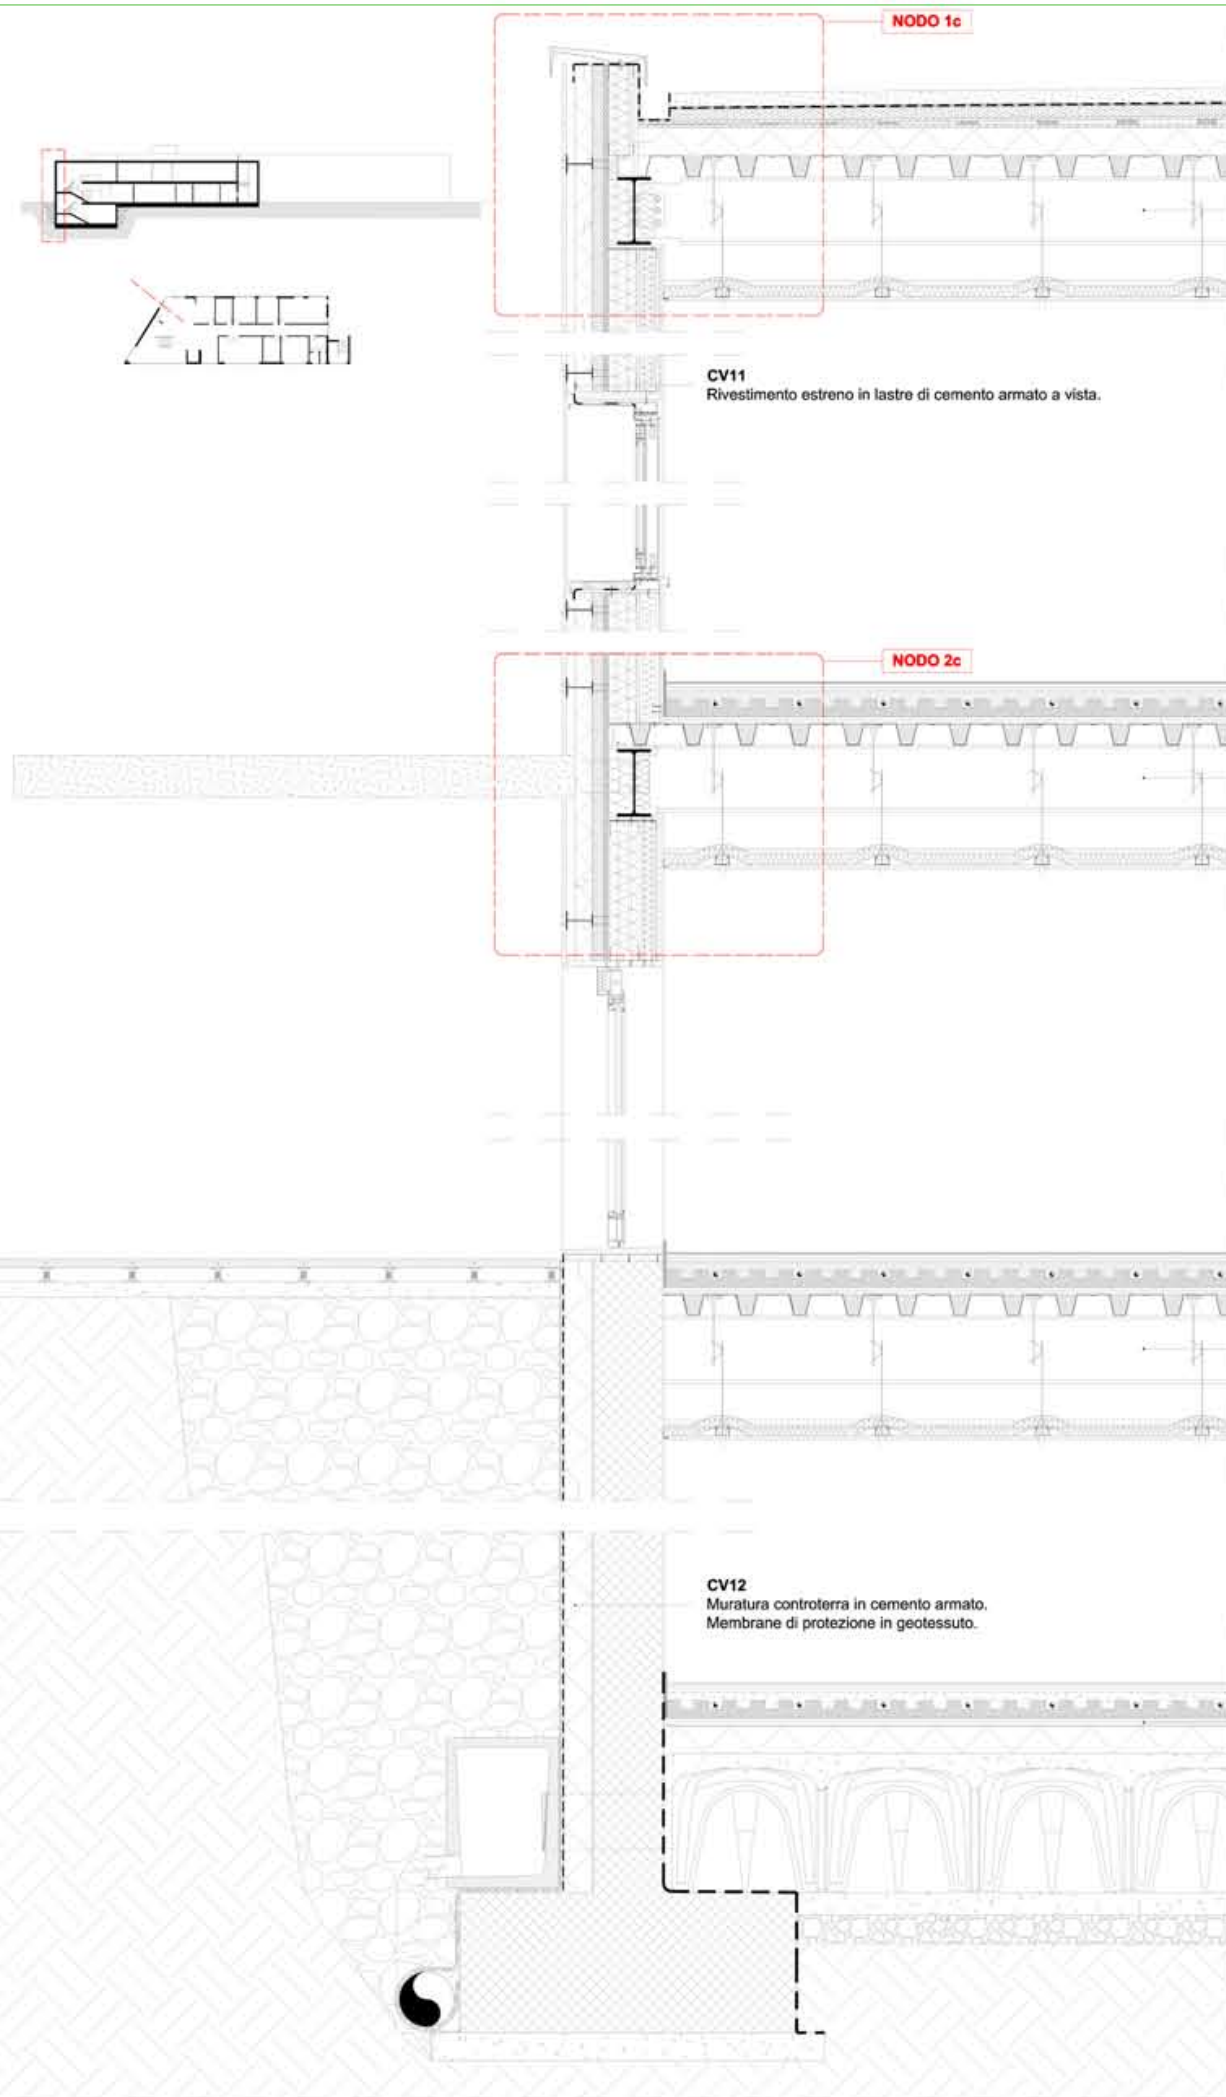 NODO 1c
CV11
Rivestimento estreno in lastre di cemento armato a vista.
NODO 2c
CV12
Muratura controterra in cemento armato.
Membrane di protezione in geotessuto.